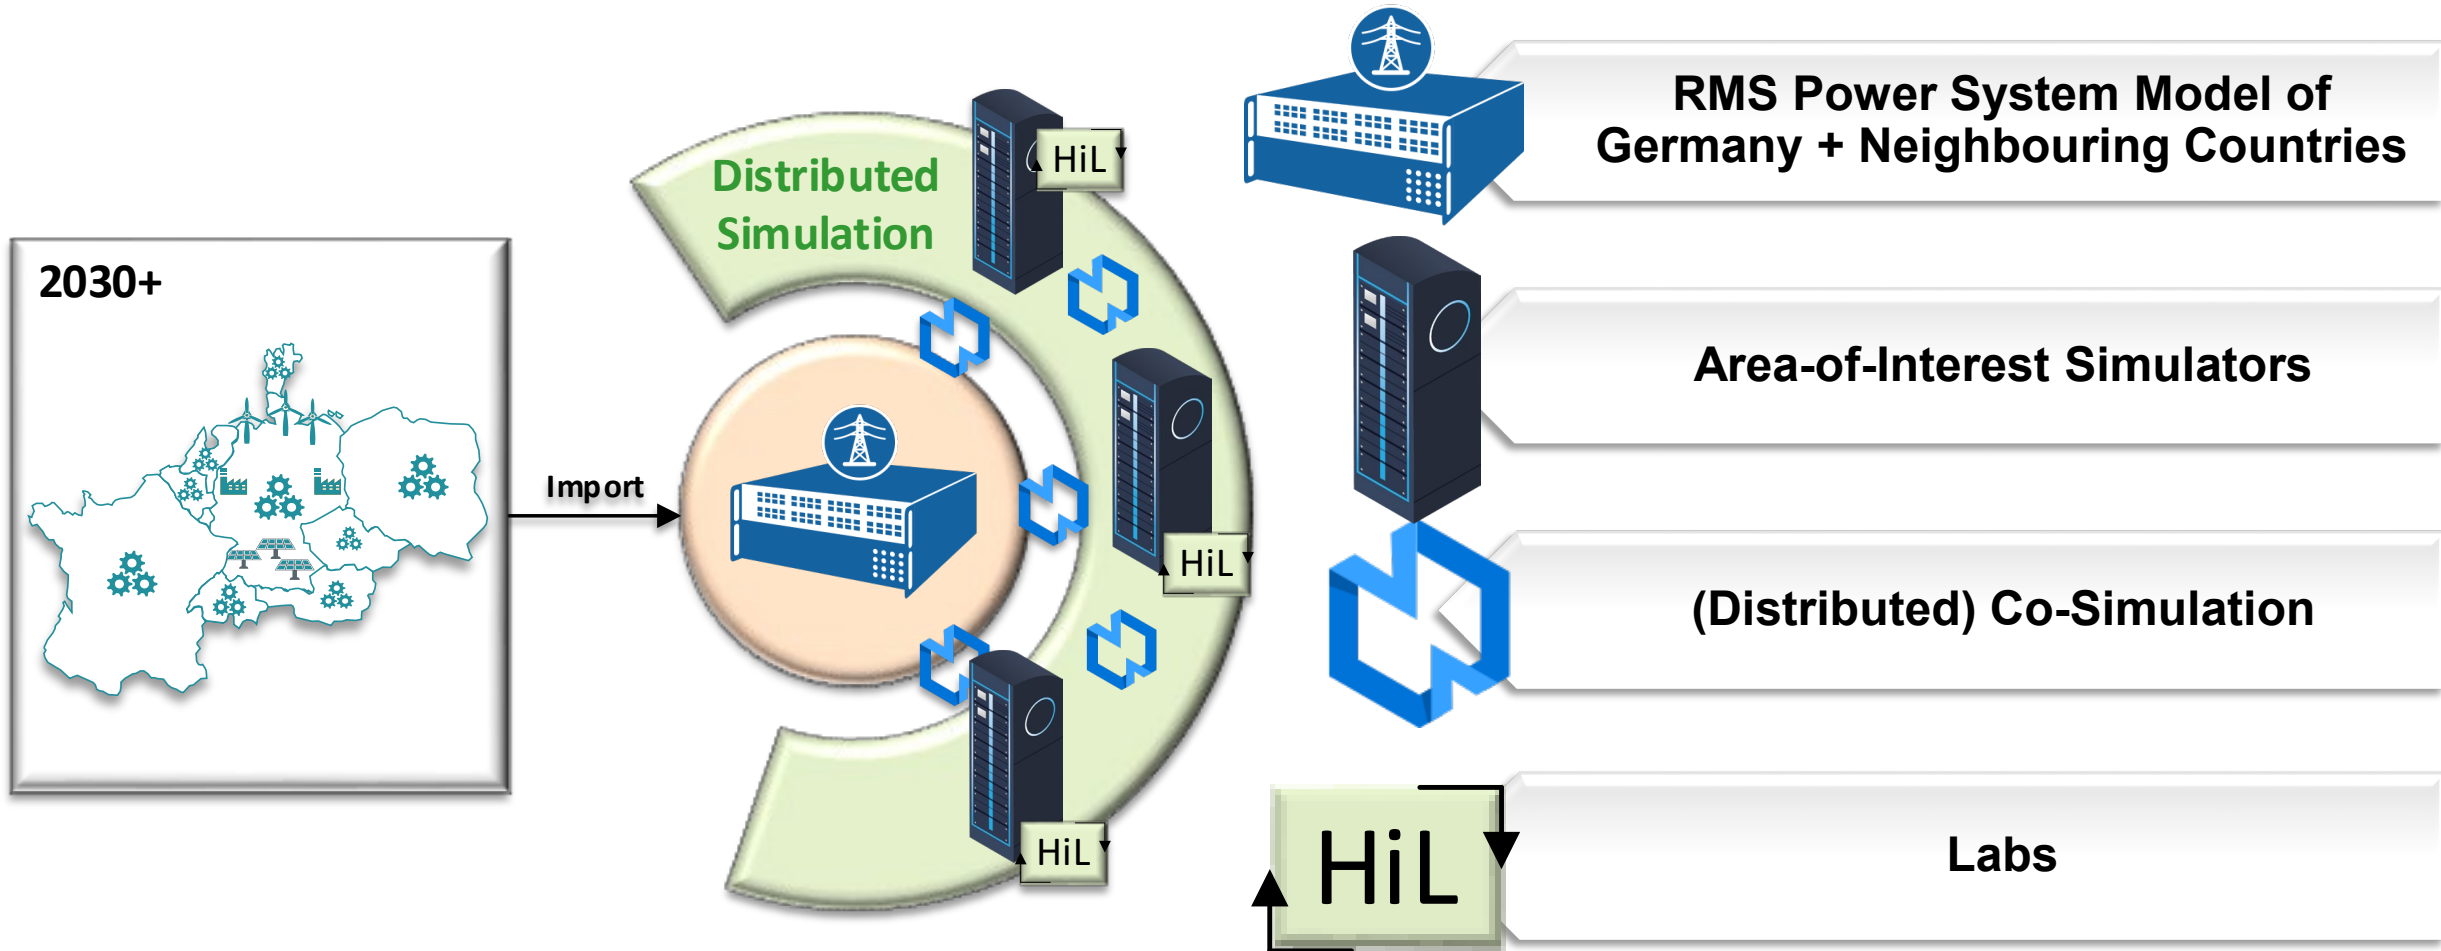 2030+
Import
Distributed
Simulation
HiL
HiL
HiL
RMS Power System Model of
Germany + Neighbouring Countries
Area-of-Interest Simulators
(Distributed) Co-Simulation
HiL
Labs